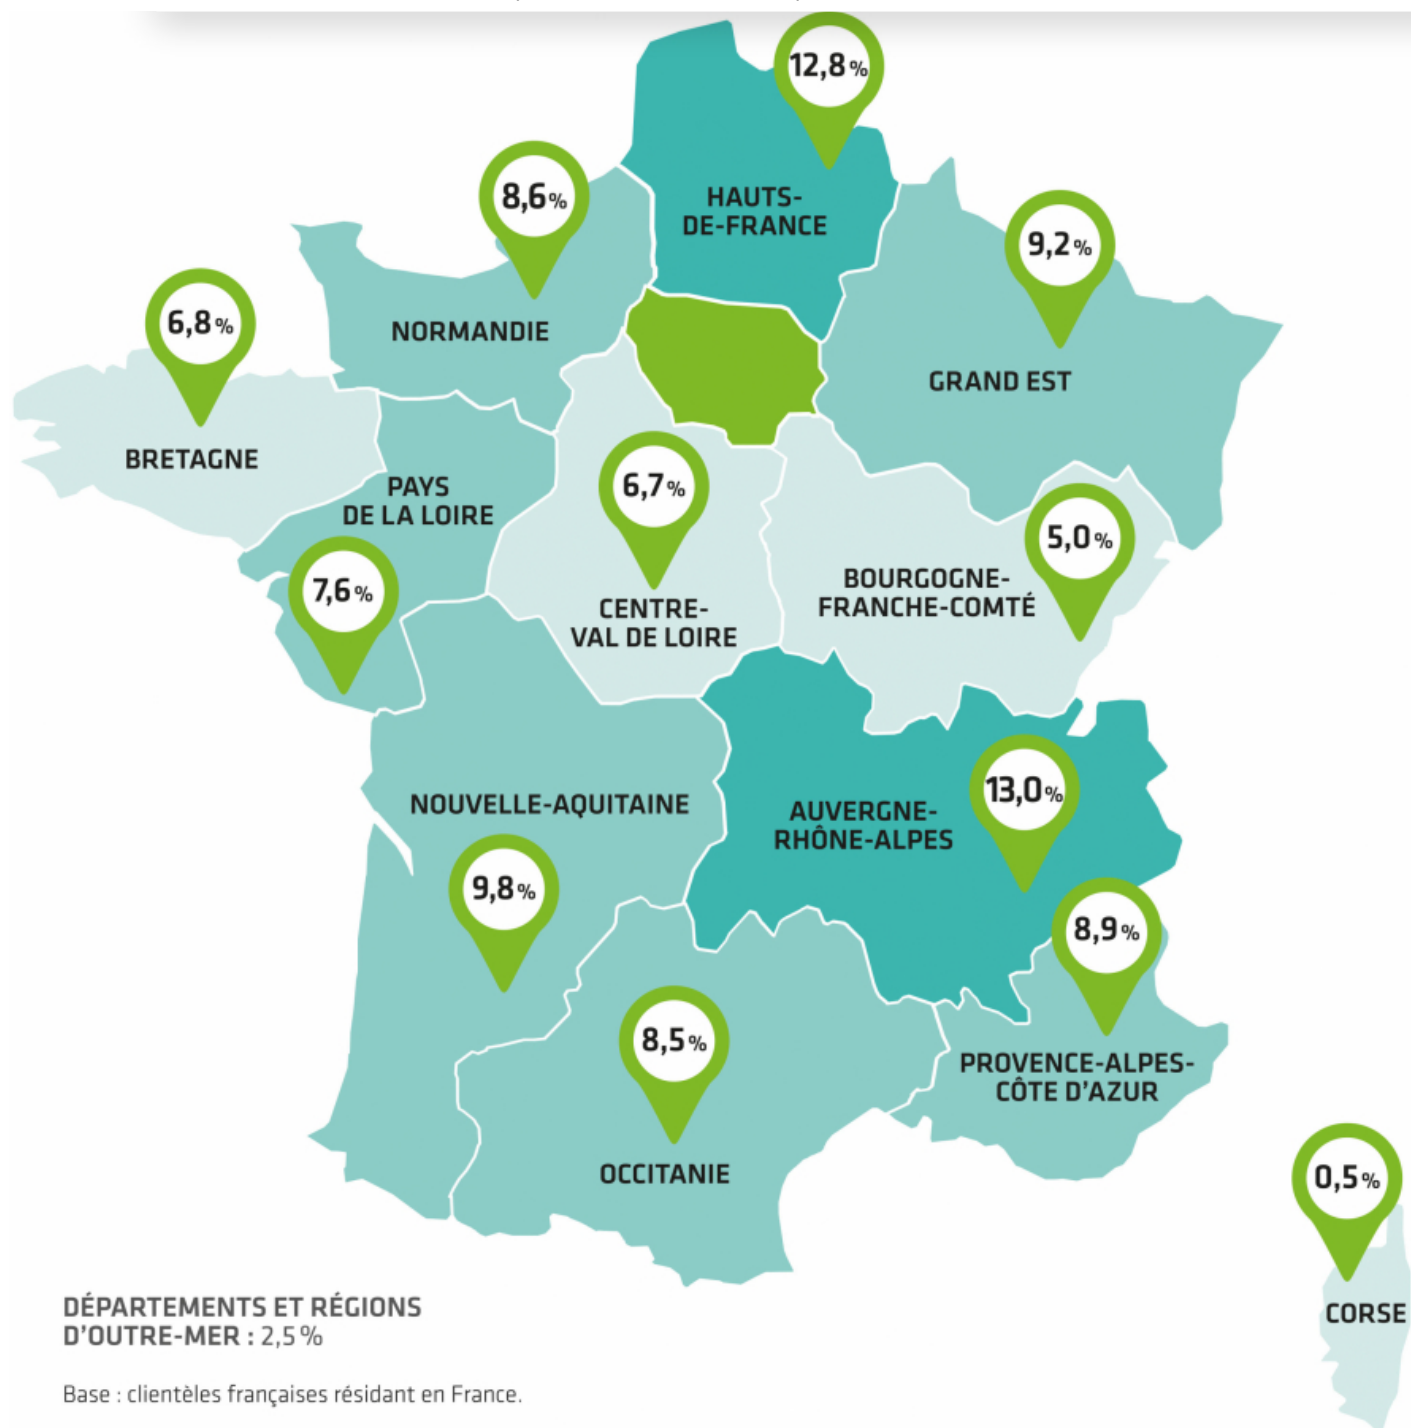 12,8%
HAUTS-
DE-FRANCE
8,6%
NORMANDIE
9,2%
GRAND EST
6,8%
BRETAGNE
PAYS
DE LA LOIRE
7,6%
6,7%
CENTRE-
VAL DE LOIRE
5,0%
BOURGOGNE-
FRANCHE-COMTÉ
NOUVELLE-AQUITAINE
9,8%
13,0%
AUVERGNE-
RHÔNE-ALPES
8,9%
PROVENCE-ALPES-
CÔTE D'AZUR
8,5%
OCCITANIE
0,5%
CORSE
DÉPARTEMENTS ET RÉGIONS
D'OUTRE-MER : 2,5%
Base : clientèles françaises résidant en France.